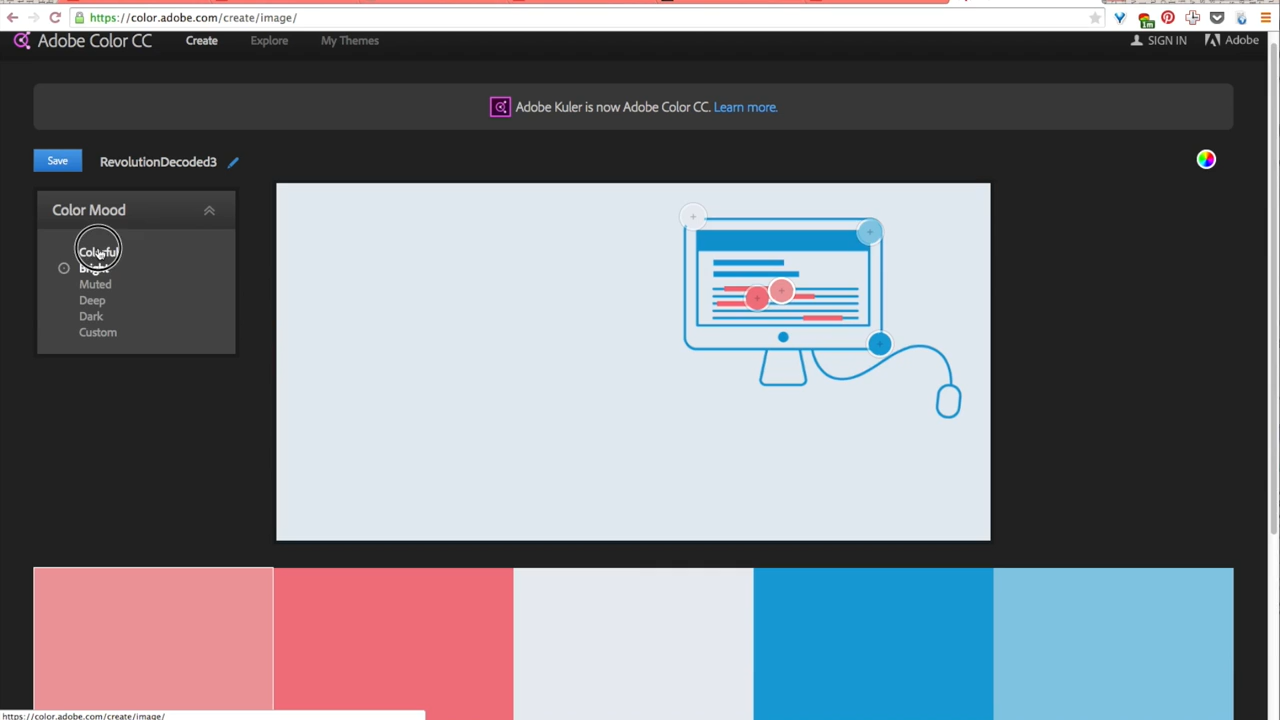 https://color.adobe.com/create/image/
Adobe Color CC
Create
Explore
My Themes
SIGN IN
Adobe
1m
Adobe Kuler is now Adobe Color CC. Learn more.
Save
RevolutionDecoded3
Color Mood
Colorful
Bright
Muted
Deep
Dark
Custom
https://color.adobe.com/create/image/